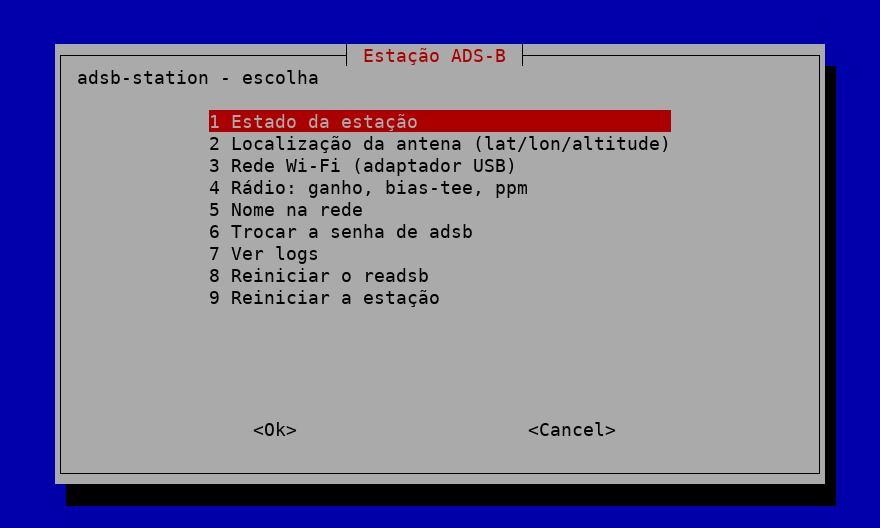 Estação ADS-B
adsb-station - escolha
1 Estado da estação
2 Localização da antena (lat/lon/altitude)
3 Rede Wi-Fi (adaptador USB)
4 Rádio: ganho, bias-tee, ppm
5 Nome na rede
6 Trocar a senha de adsb
7 Ver logs
8 Reiniciar o readsb
9 Reiniciar a estação
<Ok> <Cancel>